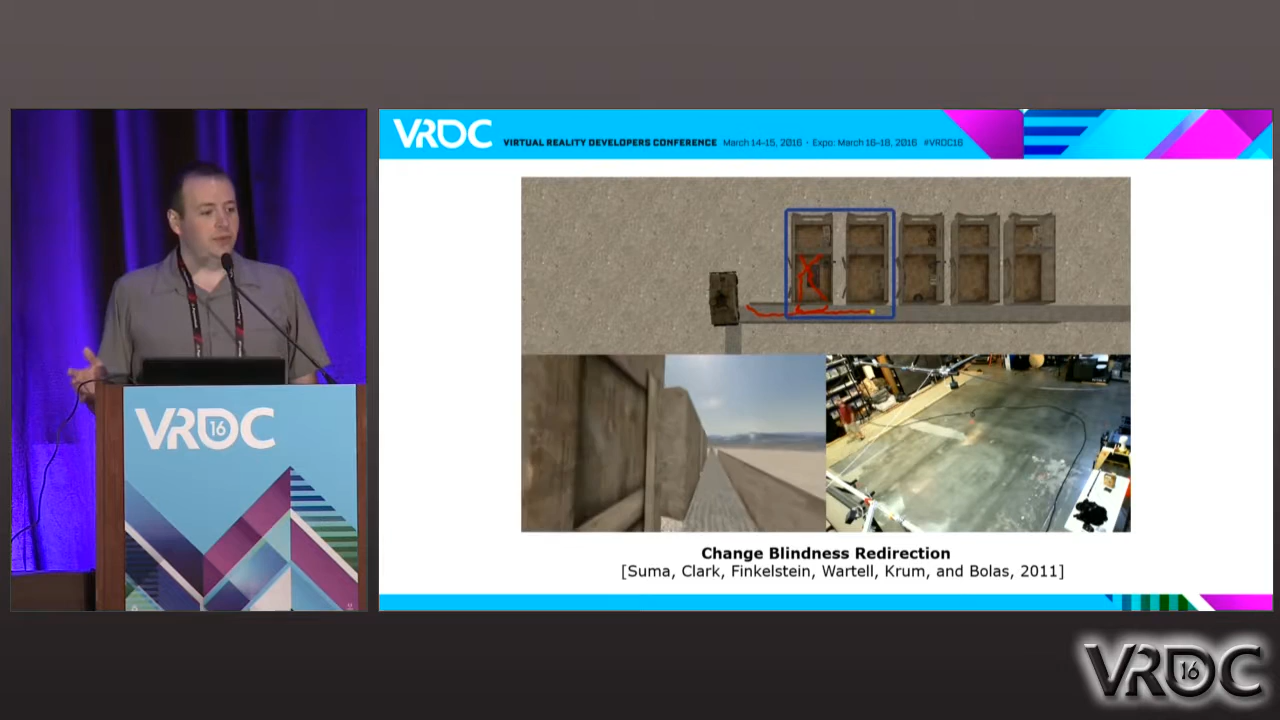 VRDC VIRTUAL REALITY DEVELOPERS CONFERENCE March 14-15, 2016 · Expo: March 16-18, 2016 #VRDC16
VRDC
16
Change Blindness Redirection
[Suma, Clark, Finkelstein, Wartell, Krum, and Bolas, 2011]
VRDC
16